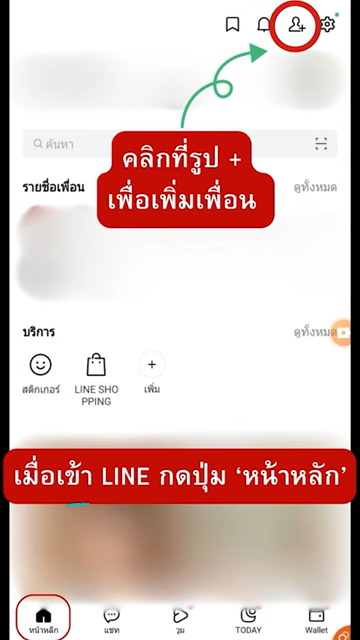 ค้นหา
คลิกที่รูป +
เพื่อเพิ่มเพื่อน
รายชื่อเพื่อน
ดูทั้งหมด
บริการ
ดูทั้งหมด
สติกเกอร์
LINE SHO
PPING
เพิ่ม
เมื่อเข้า LINE กดปุ่ม ‘หน้าหลัก’
หน้าหลัก
แชท
วูม
TODAY
Wallet